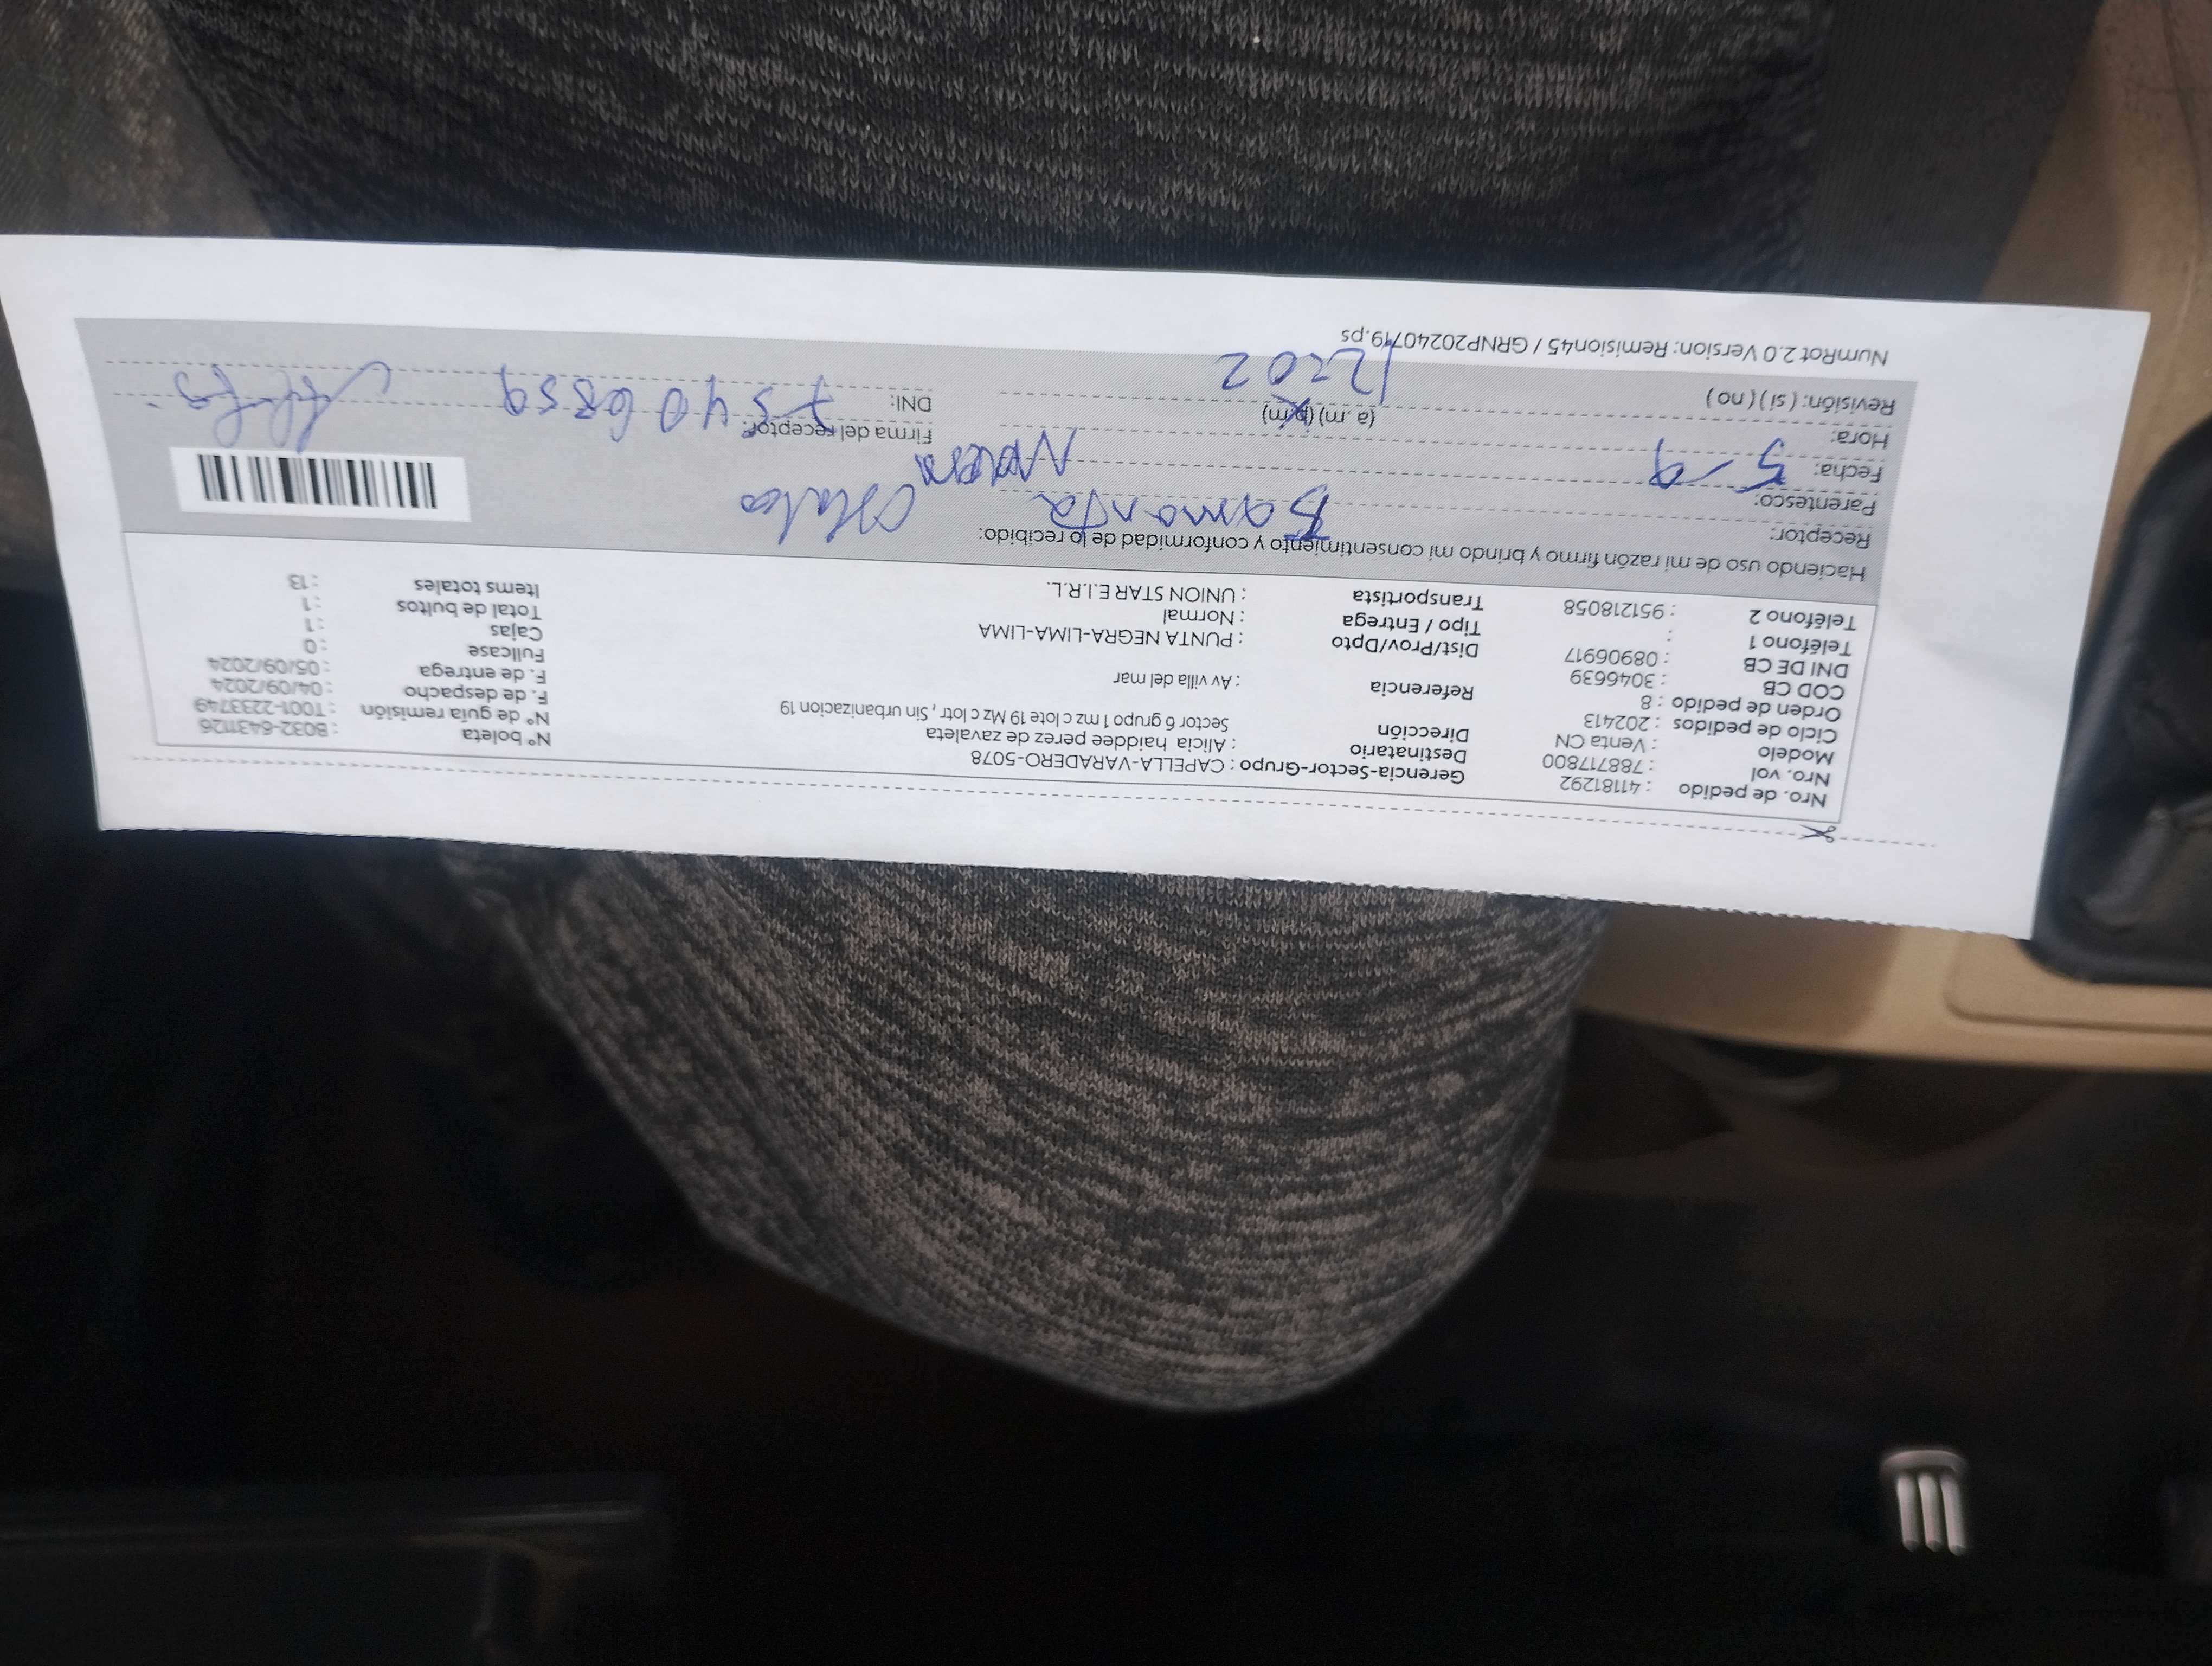 Nro. de pedido : 41181292
Nro. vol : 788717800
Modelo : Venta CN
Ciclo de pedidos : 202413
Orden de pedido : 8
COD CB : 3046639
DNI DE CB : 08906917
Teléfono 1 :
Teléfono 2 : 951218058
Gerencia-Sector-Grupo : CAPELLA-VARADERO-5078
Destinatario : Alicia haiddee perez de zavaleta
Dirección Sector 6 grupo 1 mz c lote 19 Mz c lotr , Sin urbanizacion 19
Referencia : Av villa del mar
Dist/Prov/Dpto : PUNTA NEGRA-LIMA-LIMA
Tipo / Entrega : Normal
Transportista : UNION STAR E.I.R.L.
N° boleta : B032-6431126
N° de guía remisión : T001-2233749
F. de despacho : 04/09/2024
F. de entrega : 05/09/2024
Fullcase : 0
Cajas : 1
Total de bultos : 1
Items totales : 13
Haciendo uso de mi razón firmo y brindo mi consentimiento y conformidad de lo recibido:
Receptor: Samanta
Parentesco:
Fecha: 5-9
Hora: 12:02 (a. m) (p.m)
Revisión: ( si ) ( no )
Firma del receptor:
DNI: 75406859
NumRot 2.0 Version: Remision45 / GRNP20240719.ps